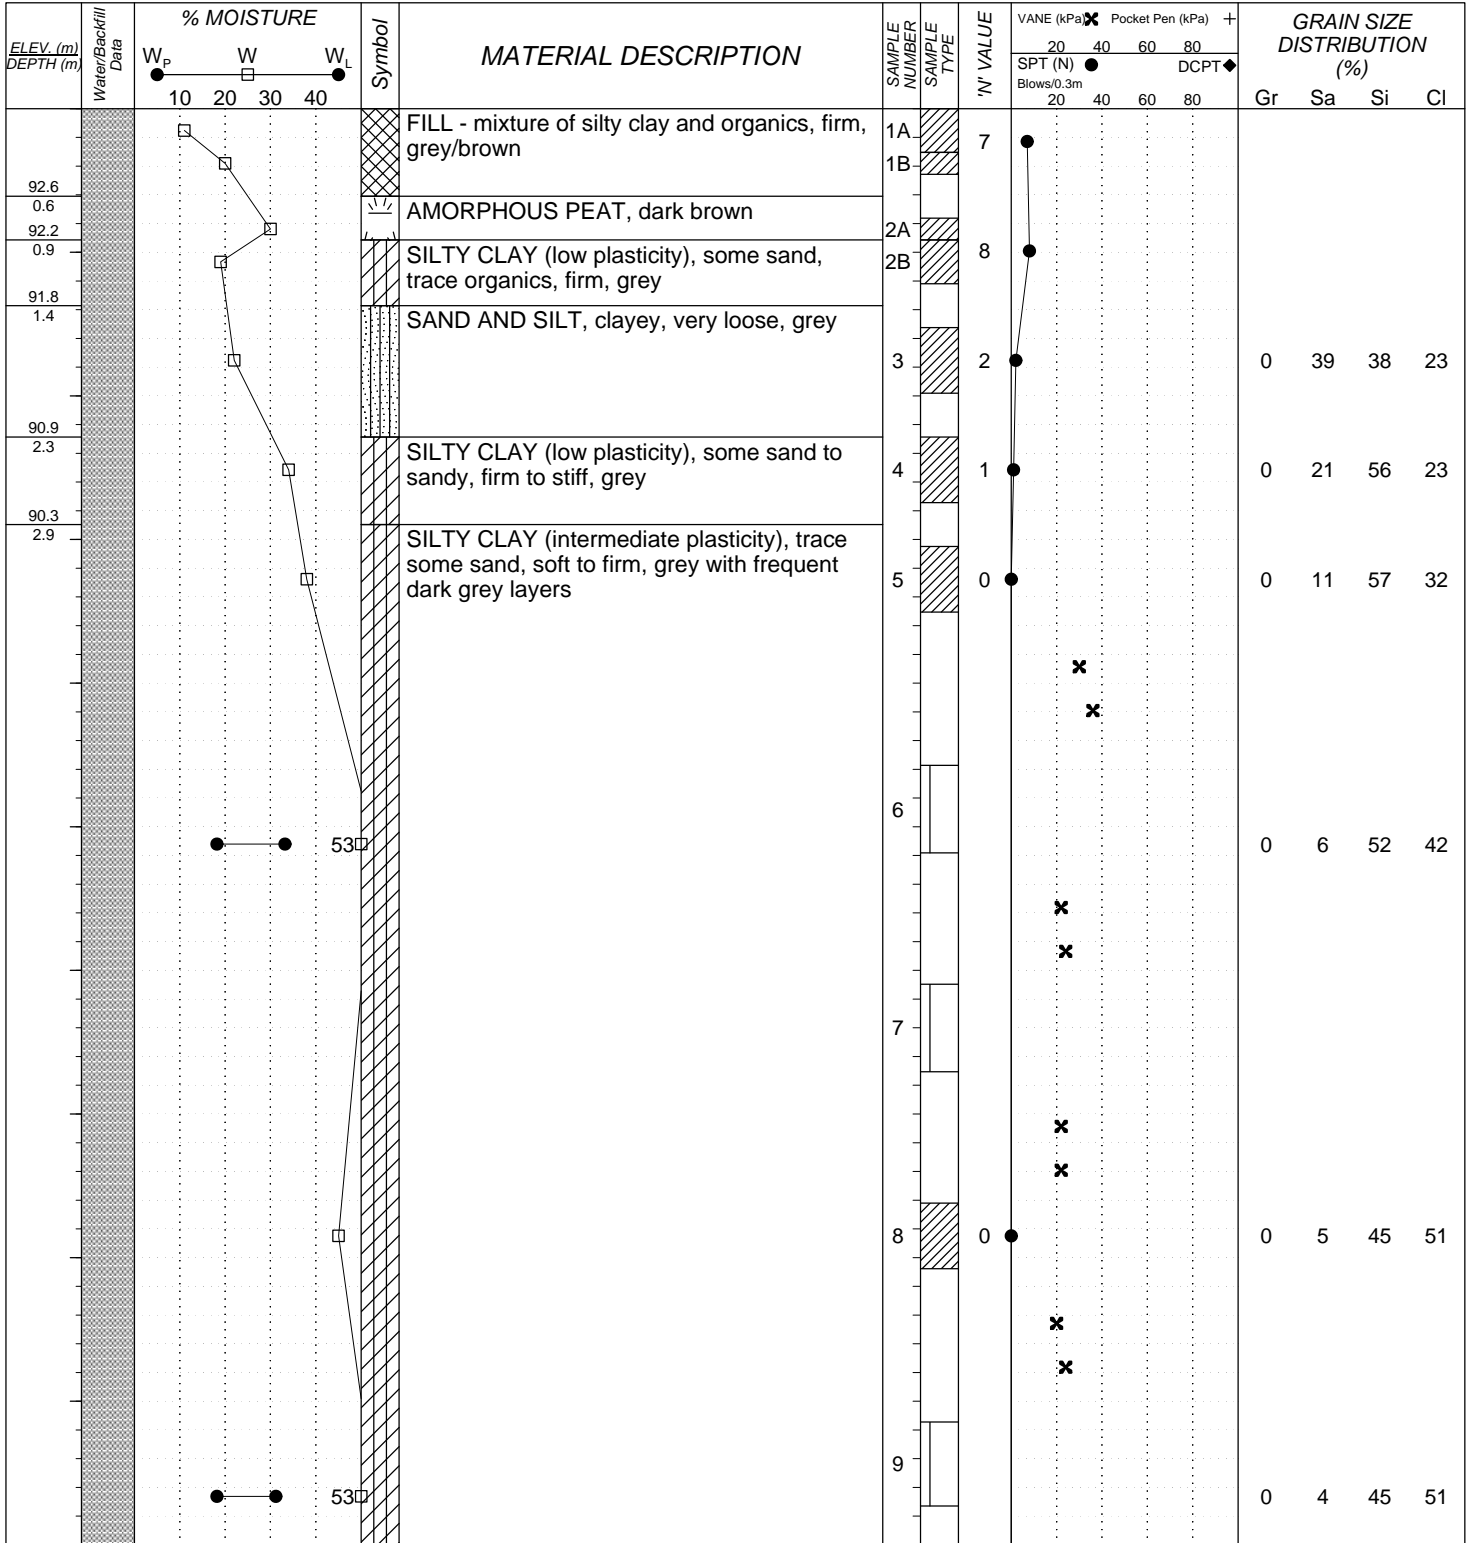 ELEV. (m)
DEPTH (m)
Water/Backfill
Data
% MOISTURE
WP W WL
10 20 30 40
Symbol
MATERIAL DESCRIPTION
SAMPLE
NUMBER
SAMPLE
TYPE
'N' VALUE
VANE (kPa) Pocket Pen (kPa)
20 40 60 80
SPT (N) DCPT
Blows/0.3m
20 40 60 80
GRAIN SIZE
DISTRIBUTION
(%)
Gr Sa Si Cl
FILL - mixture of silty clay and organics, firm,
grey/brown
1A
7
1B
92.6
0.6
AMORPHOUS PEAT, dark brown
2A
92.2
0.9
SILTY CLAY (low plasticity), some sand,
trace organics, firm, grey
2B
8
91.8
1.4
SAND AND SILT, clayey, very loose, grey
3 2 0 39 38 23
90.9
2.3
SILTY CLAY (low plasticity), some sand to
sandy, firm to stiff, grey
4 1 0 21 56 23
90.3
2.9
SILTY CLAY (intermediate plasticity), trace
some sand, soft to firm, grey with frequent
dark grey layers
5 0 0 11 57 32
6
53 0 6 52 42
7
8 0 0 5 45 51
9
53 0 4 45 51